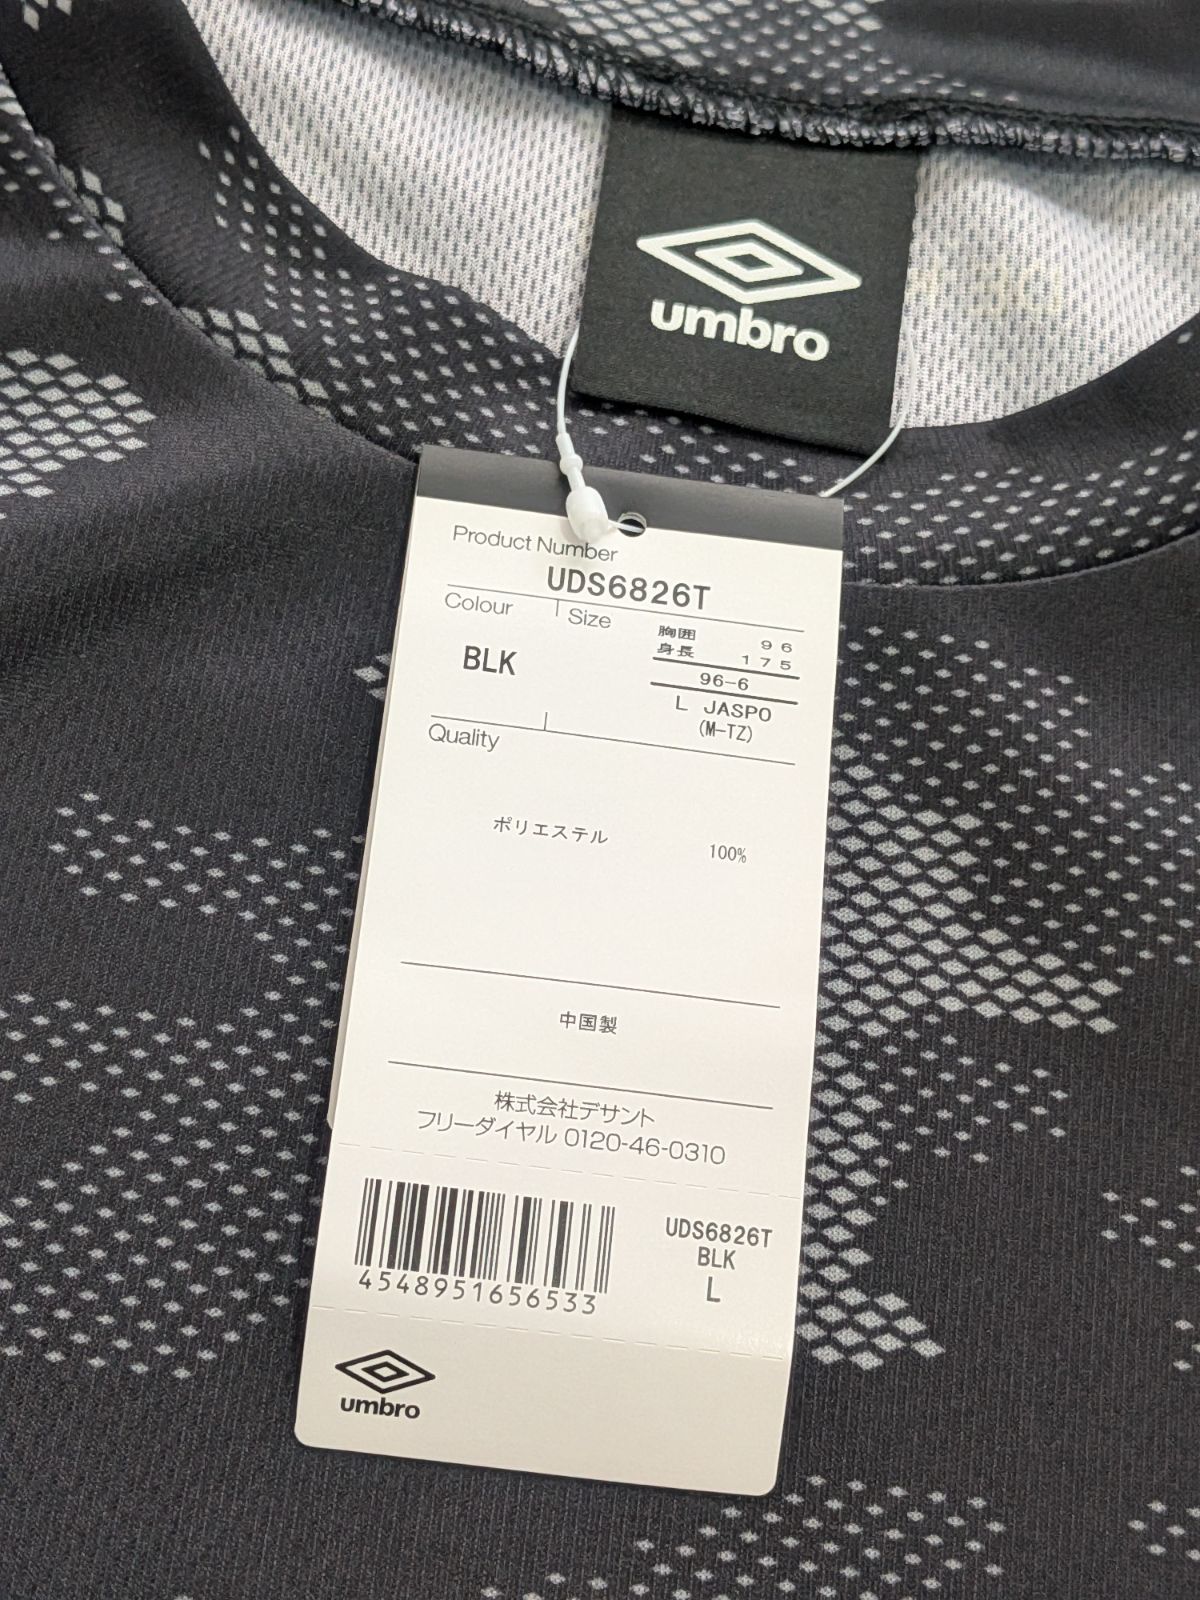 umbro
Product Number
UDS6826T
Colour
Size
BLK
胸囲 96
身長 175
96-6
L JASPO
(M-TZ)
Quality
ポリエステル 100%
中国製
株式会社デサント
フリーダイヤル 0120-46-0310
4548951656533
UDS6826T
BLK
L
umbro